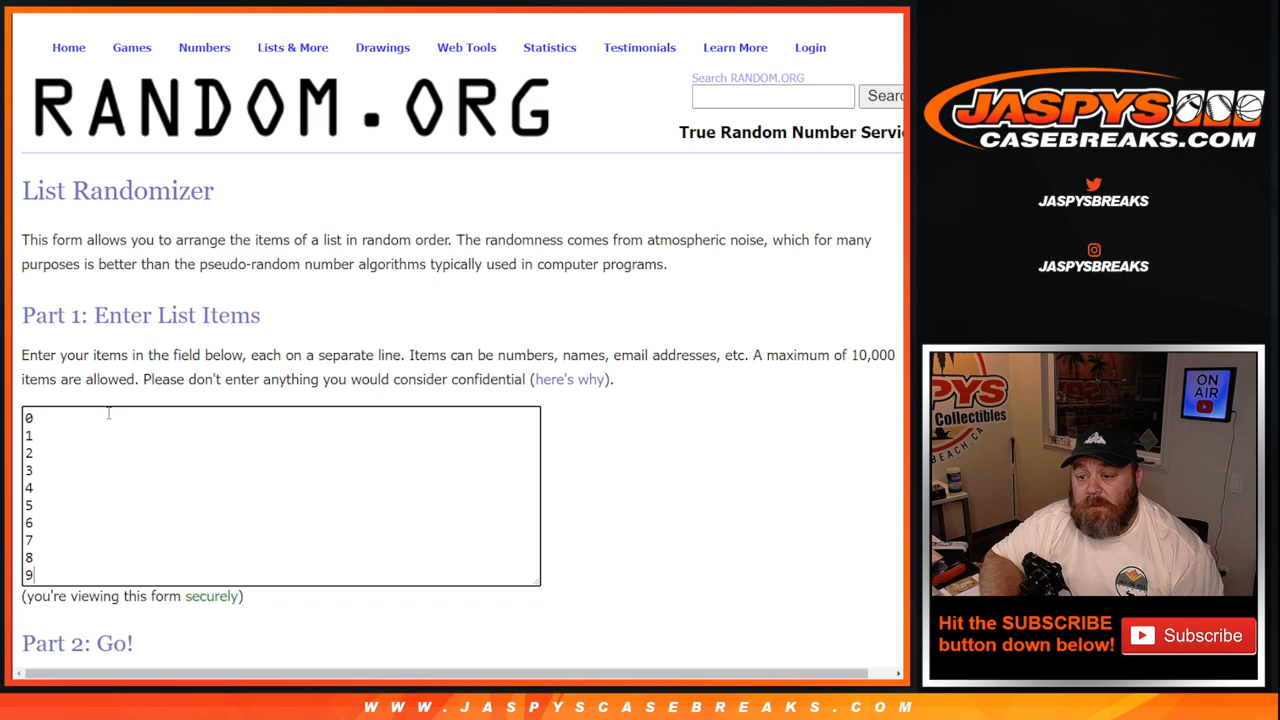 Home Games Numbers Lists & More Drawings Web Tools Statistics Testimonials Learn More Login
RANDOM.ORG
Search RANDOM.ORG
Searc
True Random Number Servi
List Randomizer
This form allows you to arrange the items of a list in random order. The randomness comes from atmospheric noise, which for many
purposes is better than the pseudo-random number algorithms typically used in computer programs.
Part 1: Enter List Items
Enter your items in the field below, each on a separate line. Items can be numbers, names, email addresses, etc. A maximum of 10,000
items are allowed. Please don't enter anything you would consider confidential (here's why).
0
1
2
3
4
5
6
7
8
9
(you're viewing this form securely)
Part 2: Go!
JASPYS
CASEBREAKS.COM
JASPYSBREAKS
JASPYSBREAKS
PYS
Collectibles
BEACH.CA
ON
AIR
Hit the SUBSCRIBE
button down below!
Subscribe
WWW.JASPYSCASEBREAKS.COM